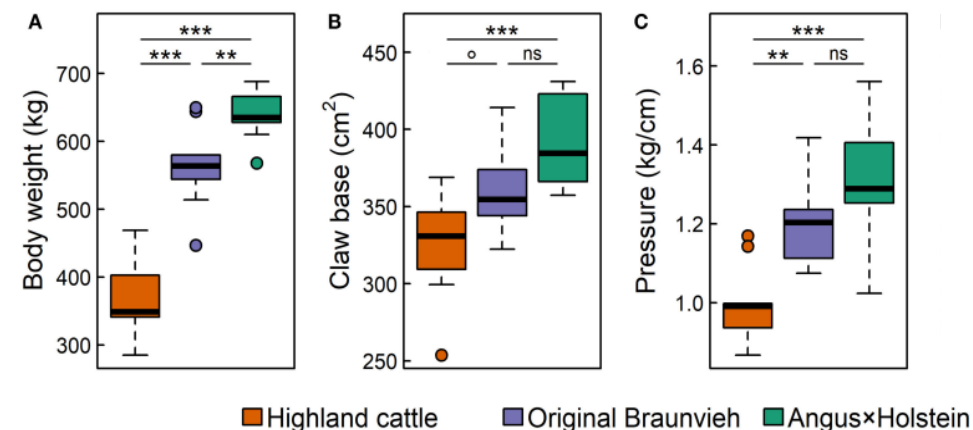 A
B
C
***
***
**
***
° ns
***
** ns
Body weight (kg)
700
600
500
400
300
Claw base (cm²)
450
400
350
300
250
Pressure (kg/cm)
1.6
1.4
1.2
1.0
Highland cattle Original Braunvieh Angus×Holstein